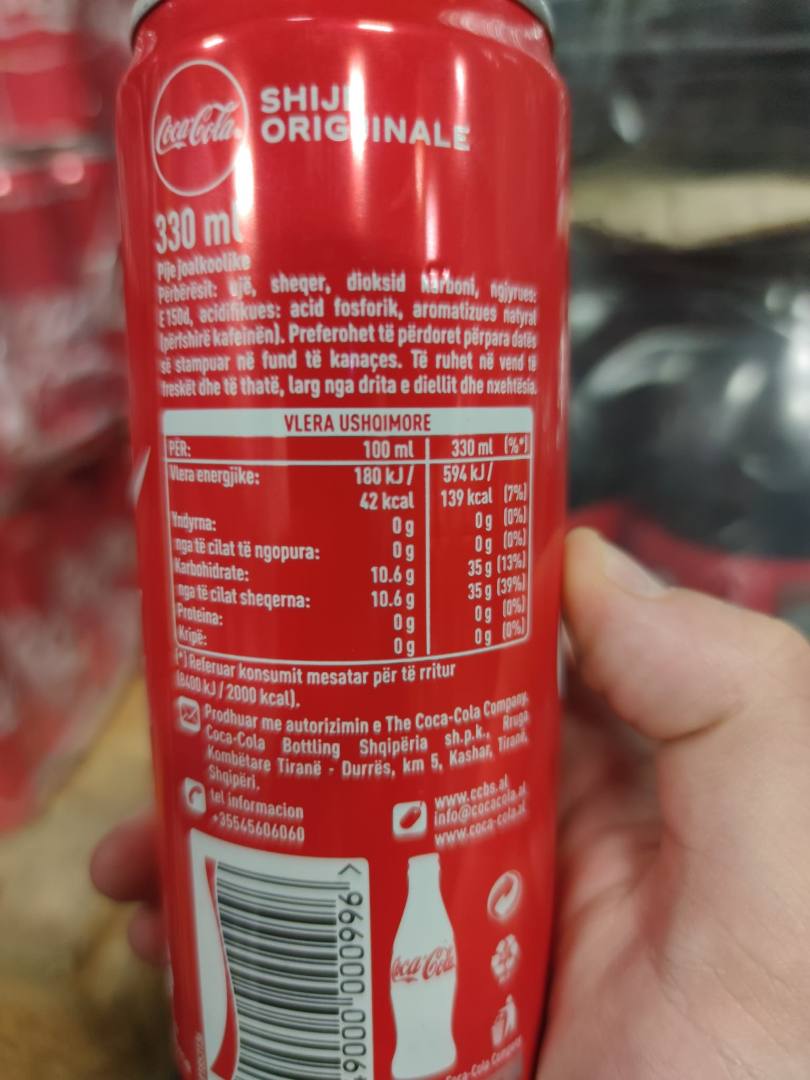 Coca-Cola
SHIJE
ORIGJINALE
330 ml
Pije joalkoolike
Përbërësit: ujë, sheqer, dioksid karboni, ngjyrues:
E150d, acidifikues: acid fosforik, aromatizues natyral
(përfshirë kafeinën). Preferohet të përdoret përpara datës
së stampuar në fund të kanaçes. Të ruhet në vend të
freskët dhe të thatë, larg nga drita e diellit dhe nxehtësia.
VLERA USHQIMORE
PËR: 100 ml 330 ml (%*)
Vlera energjike: 180 kJ / 594 kJ /
42 kcal 139 kcal (7%)
Yndyrna: 0 g 0 g (0%)
nga të cilat të ngopura: 0 g 0 g (0%)
Karbohidrate: 10.6 g 35 g (13%)
nga të cilat sheqerna: 10.6 g 35 g (39%)
Proteina: 0 g 0 g (0%)
Kripë: 0 g 0 g (0%)
(*) Referuar konsumit mesatar për të rritur
(8400 kJ / 2000 kcal).
Prodhuar me autorizimin e The Coca-Cola Company,
Coca-Cola Bottling Shqipëria sh.p.k., Rruga
Kombëtare Tiranë - Durrës, km 5, Kashar, Tiranë,
Shqipëri.
tel informacion
+35545606060
www.ccbs.al
info@cocacola.al
www.coca-cola.al
Coca-Cola
Coca-Cola Company